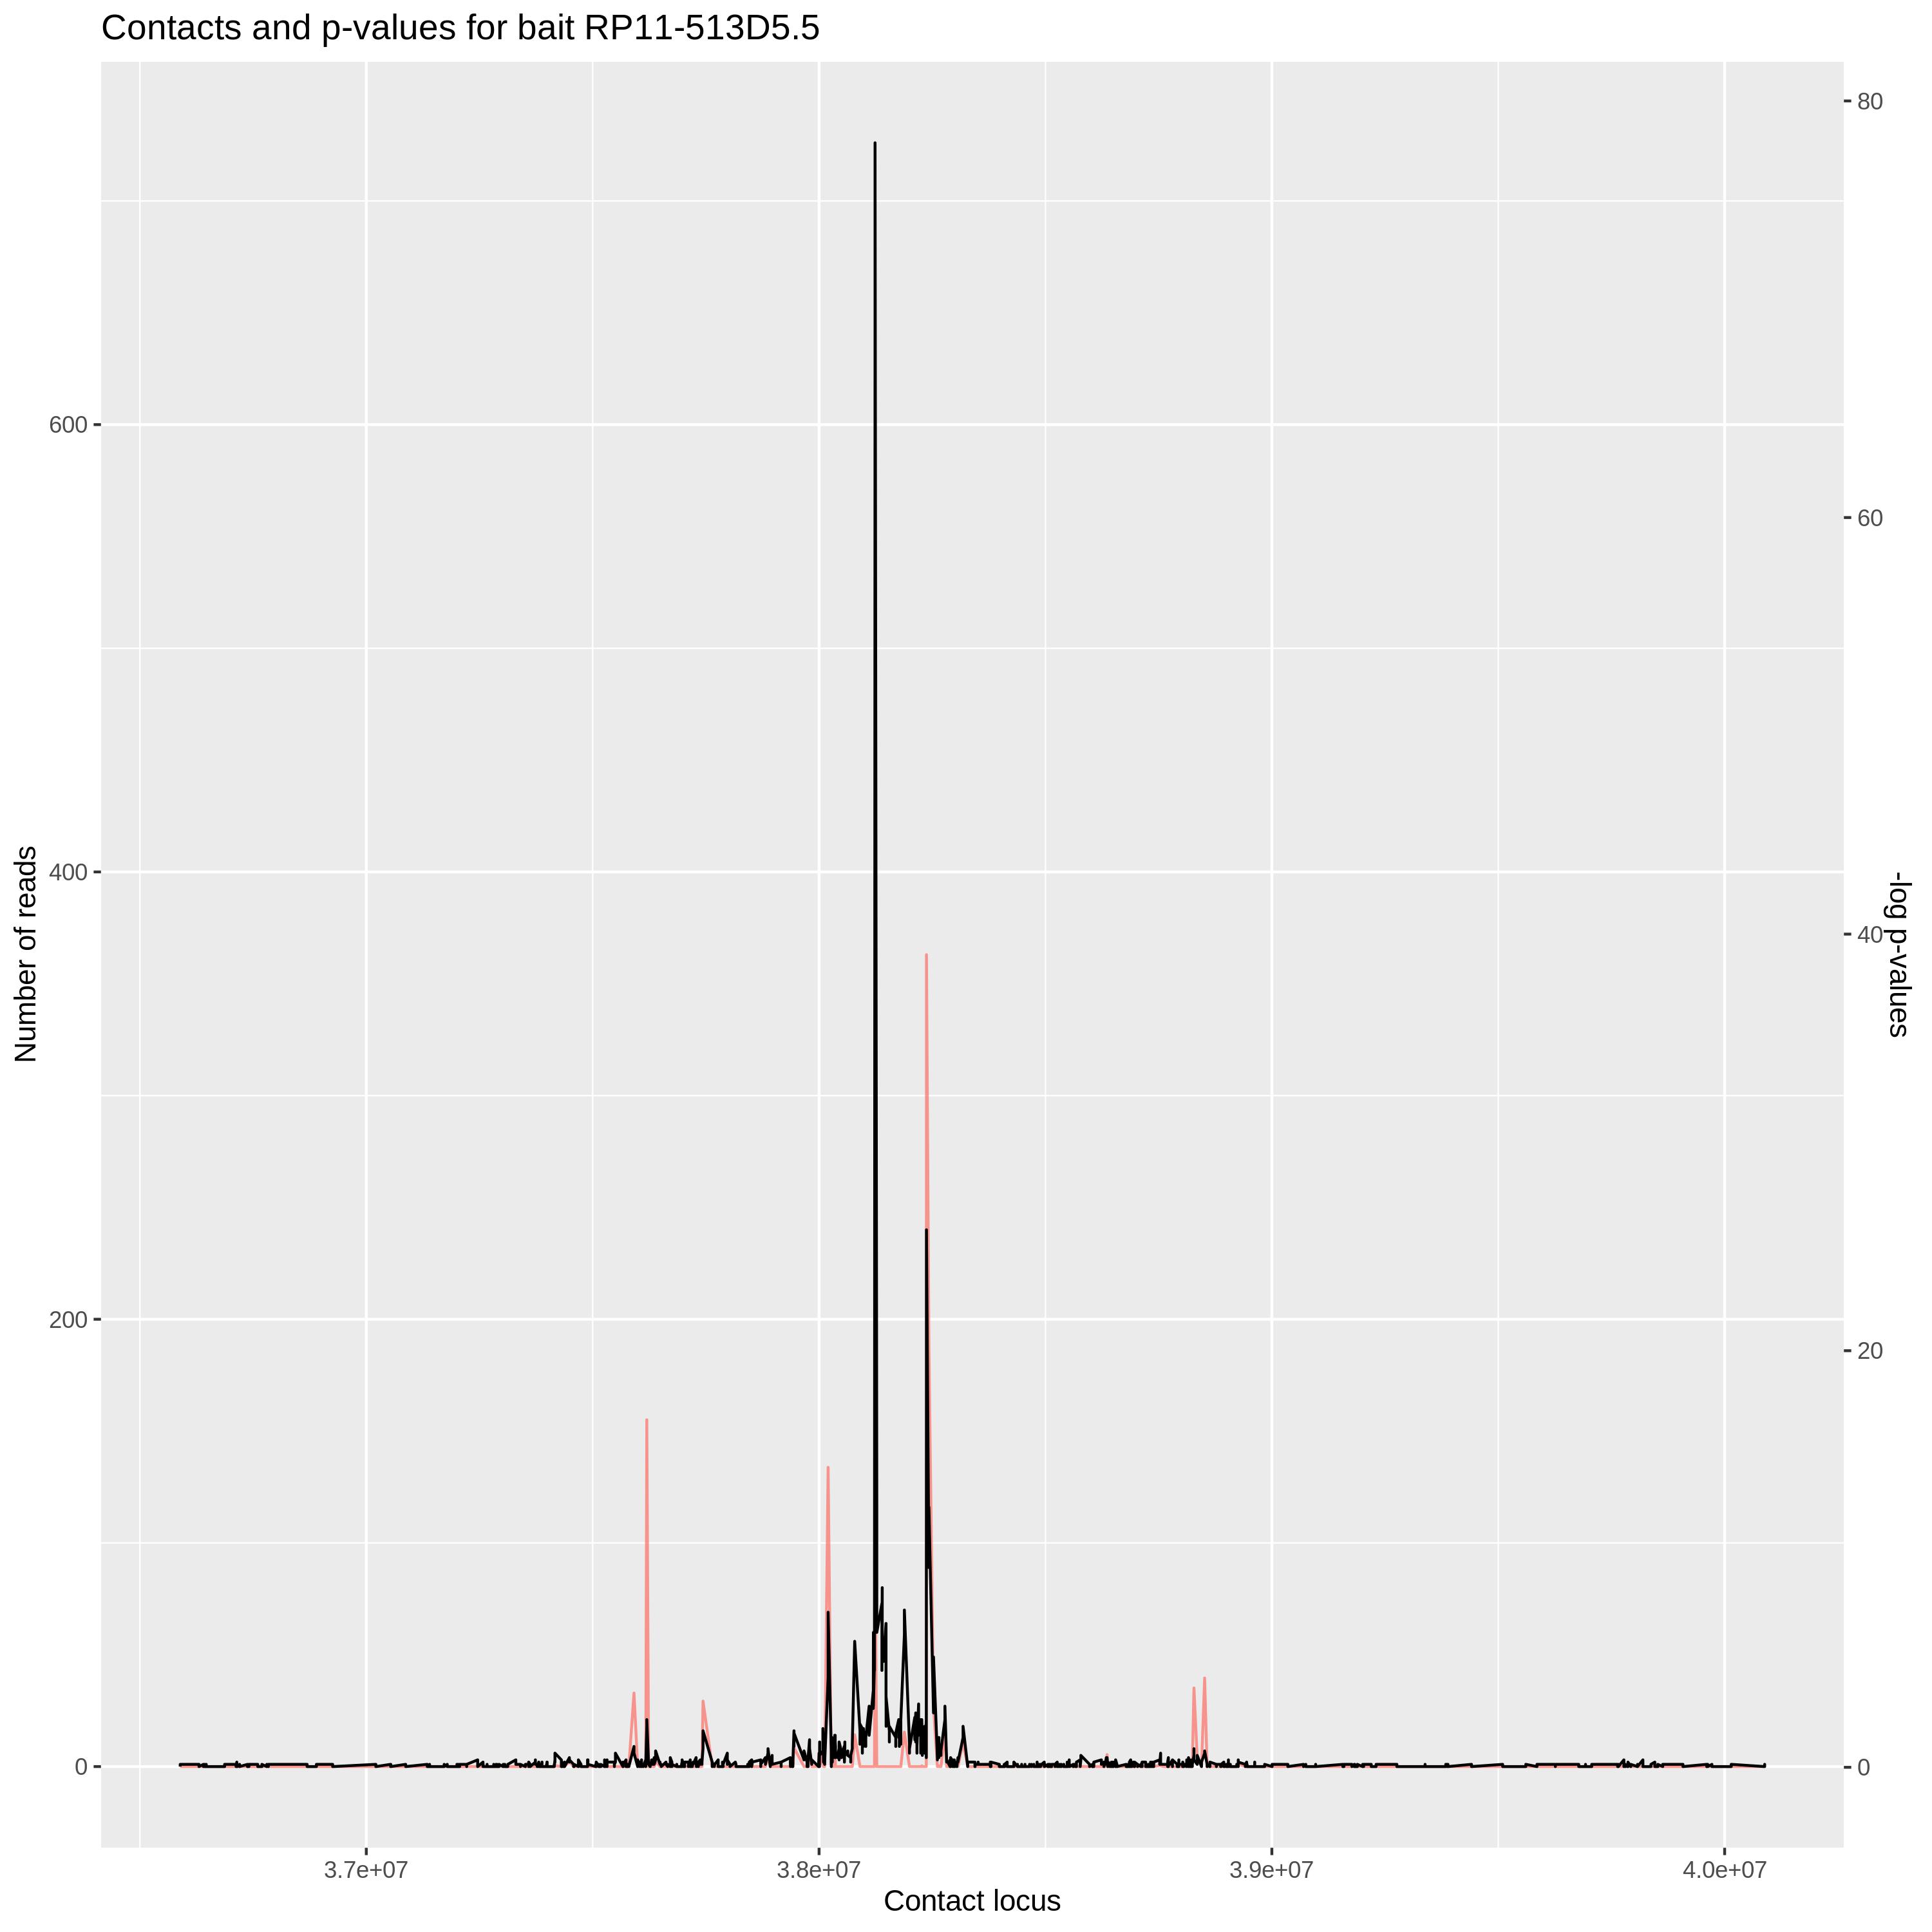 Contacts and p-values for bait RP11-513D5.5
80
60
40
20
0
600
400
200
0
Number of reads
-log p-values
3.7e+07
3.8e+07
3.9e+07
4.0e+07
Contact locus